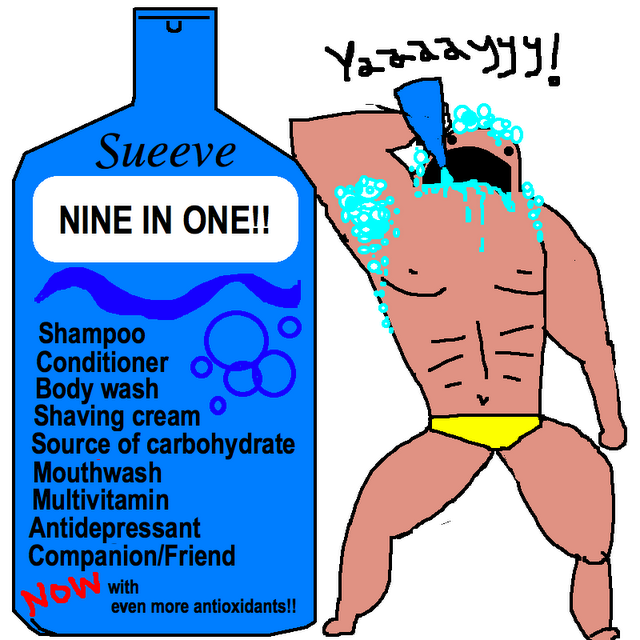 Yaaaayyy!
Sueeve
NINE IN ONE!!
Shampoo
Conditioner
Body wash
Shaving cream
Source of carbohydrate
Mouthwash
Multivitamin
Antidepressant
Companion/Friend
NOW with
even more antioxidants!!